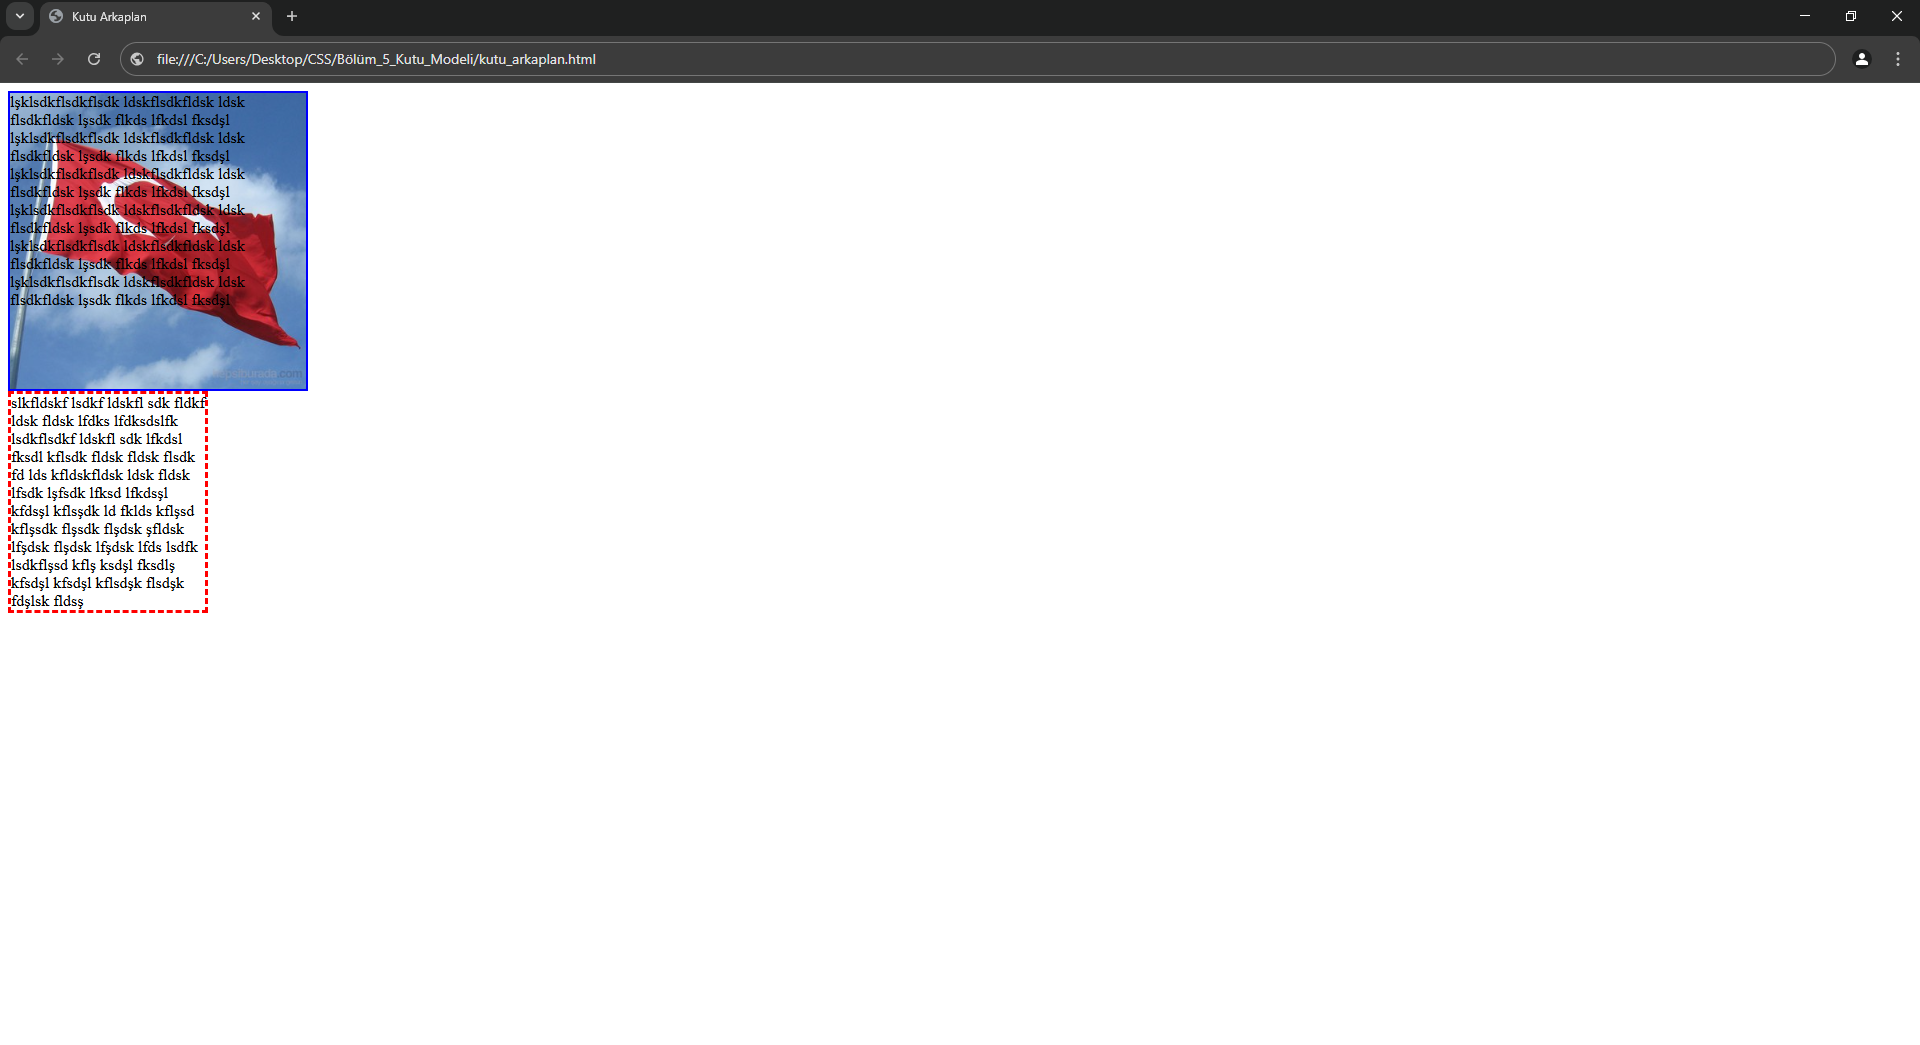 Kutu Arkaplan
file:///C:/Users/Desktop/CSS/Bölüm_5_Kutu_Modeli/kutu_arkaplan.html
lşklsdkflsdkflsdk ldskflsdkfldsk ldsk
flsdkfldsk lşsdk flkds lfkdsl fksdşl
lşklsdkflsdkflsdk ldskflsdkfldsk ldsk
flsdkfldsk lşsdk flkds lfkdsl fksdşl
lşklsdkflsdkflsdk ldskflsdkfldsk ldsk
flsdkfldsk lşsdk flkds lfkdsl fksdşl
lşklsdkflsdkflsdk ldskflsdkfldsk ldsk
flsdkfldsk lşsdk flkds lfkdsl fksdşl
lşklsdkflsdkflsdk ldskflsdkfldsk ldsk
flsdkfldsk lşsdk flkds lfkdsl fksdşl
lşklsdkflsdkflsdk ldskflsdkfldsk ldsk
flsdkfldsk lşsdk flkds lfkdsl fksdşl
slkfldskf lsdkf ldskfl sdk fldkf
ldsk fldsk lfdks lfdksdslfk
lsdkflsdkf ldskfl sdk lfkdsl
fksdl kflsdk fldsk fldsk flsdk
fd lds kfldskfldsk ldsk fldsk
lfsdk lşfsdk lfksd lfkdsşl
kfdsşl kflsşdk ld fklds kflşsd
kflşsdk flşsdk flşdsk şfldsk
lfşdsk flşdsk lfşdsk lfds lsdfk
lsdkflşsd kflş ksdşl fksdlş
kfsdşl kfsdşl kflsdşk flsdşk
fdşlsk fldsş